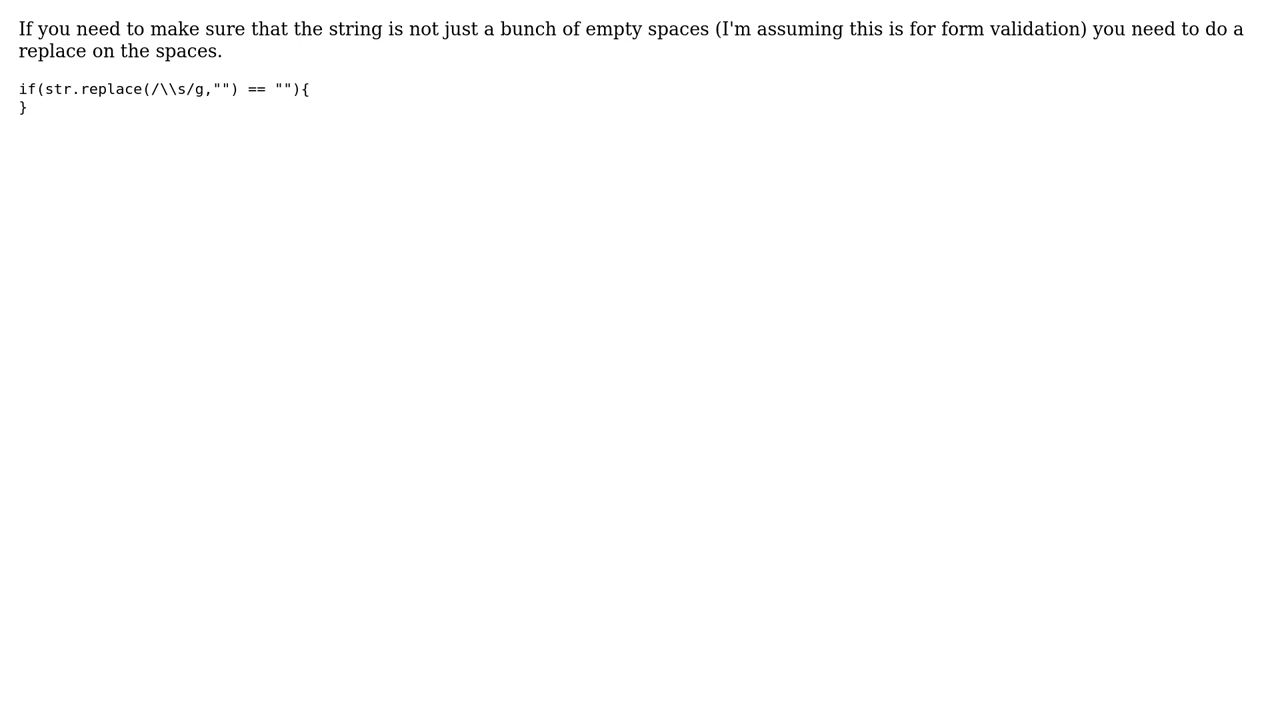 If you need to make sure that the string is not just a bunch of empty spaces (I'm assuming this is for form validation) you need to do a
replace on the spaces.
if(str.replace(/\\s/g,"") == ""){
}